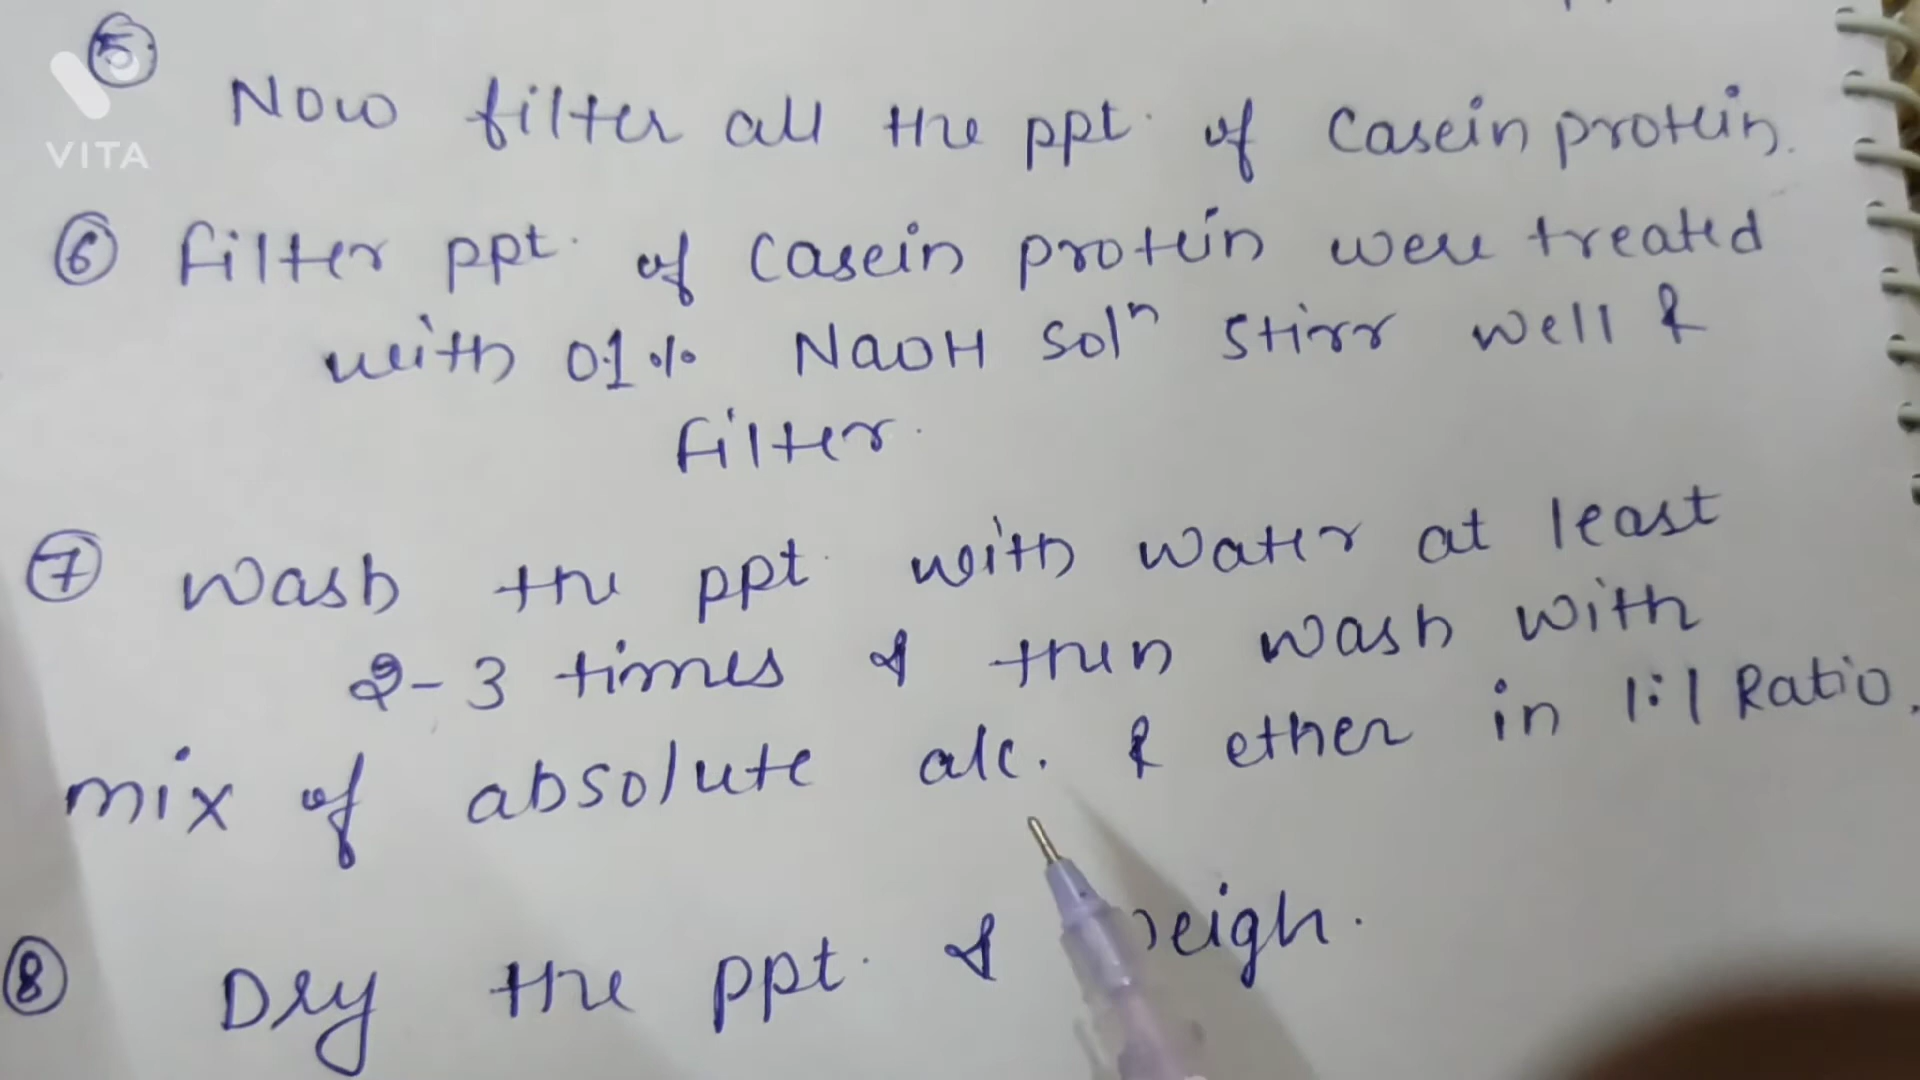 5
Now filter all the ppt. of casein protein.
VITA
6 Filter ppt. of casein protein were treated
with 0.1% NaOH solⁿ stirr well &
filter.
7 Wash the ppt. with water at least
2-3 times & then wash with
mix of absolute alc. & ether in 1:1 Ratio.
8 Dry the ppt. & weigh.